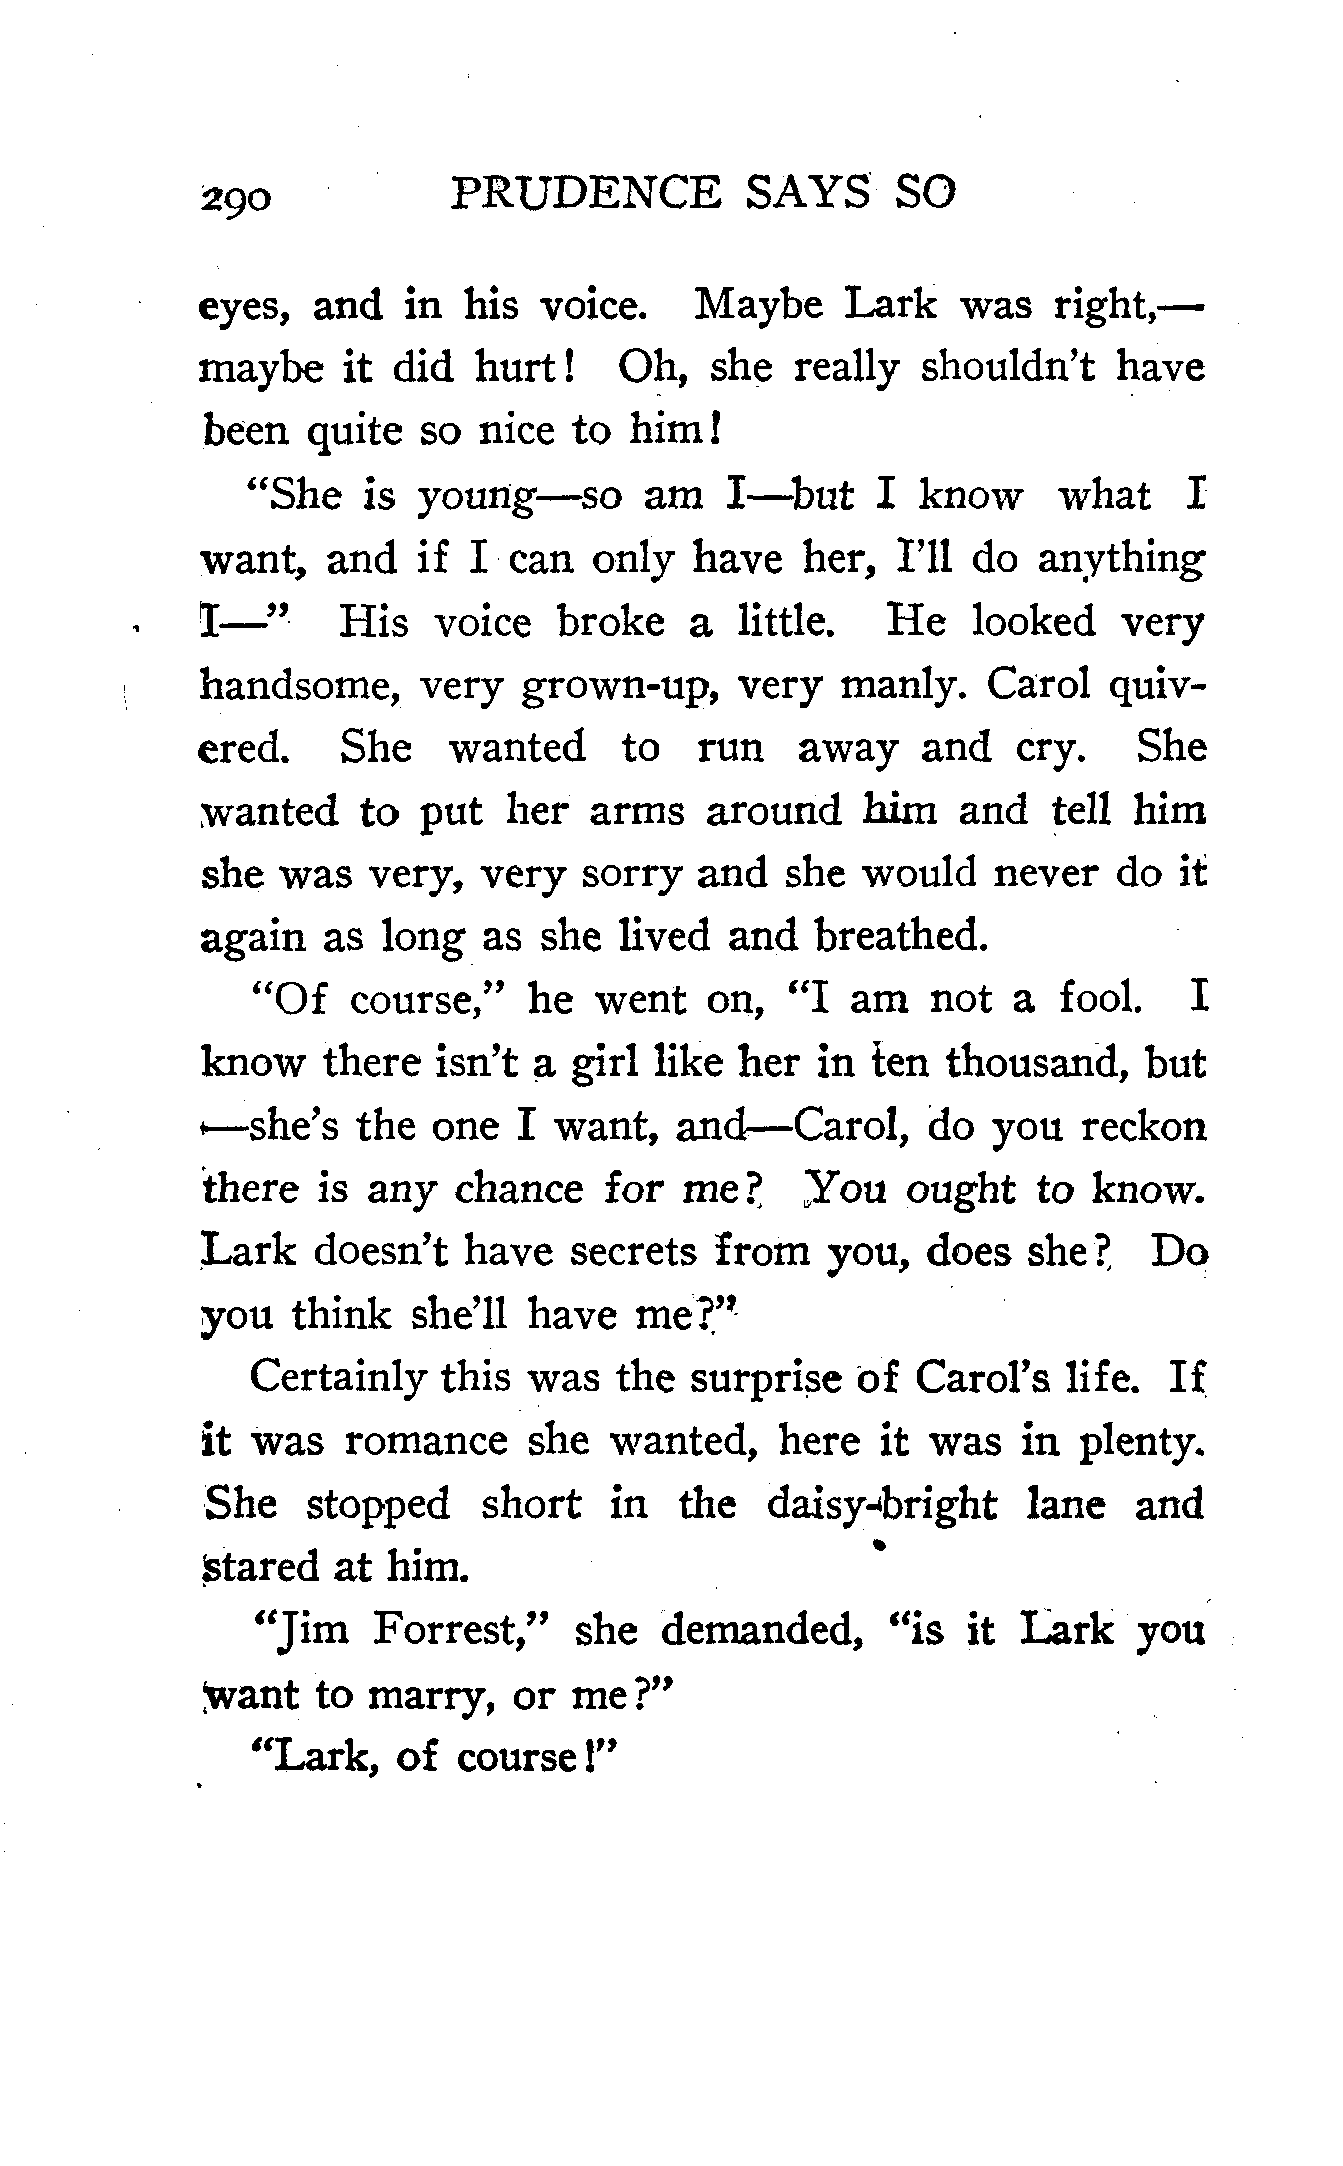 290 PRUDENCE SAYS SO
eyes, and in his voice. Maybe Lark was right,—
maybe it did hurt! Oh, she really shouldn't have
been quite so nice to him!
"She is young—so am I—but I know what I
want, and if I can only have her, I'll do anything
I—" His voice broke a little. He looked very
handsome, very grown-up, very manly. Carol quiv-
ered. She wanted to run away and cry. She
wanted to put her arms around him and tell him
she was very, very sorry and she would never do it
again as long as she lived and breathed.
"Of course," he went on, "I am not a fool. I
know there isn't a girl like her in ten thousand, but
—she's the one I want, and—Carol, do you reckon
there is any chance for me? You ought to know.
Lark doesn't have secrets from you, does she? Do
you think she'll have me?"
Certainly this was the surprise of Carol's life. If
it was romance she wanted, here it was in plenty.
She stopped short in the daisy-bright lane and
stared at him.
"Jim Forrest," she demanded, "is it Lark you
want to marry, or me?"
"Lark, of course!"